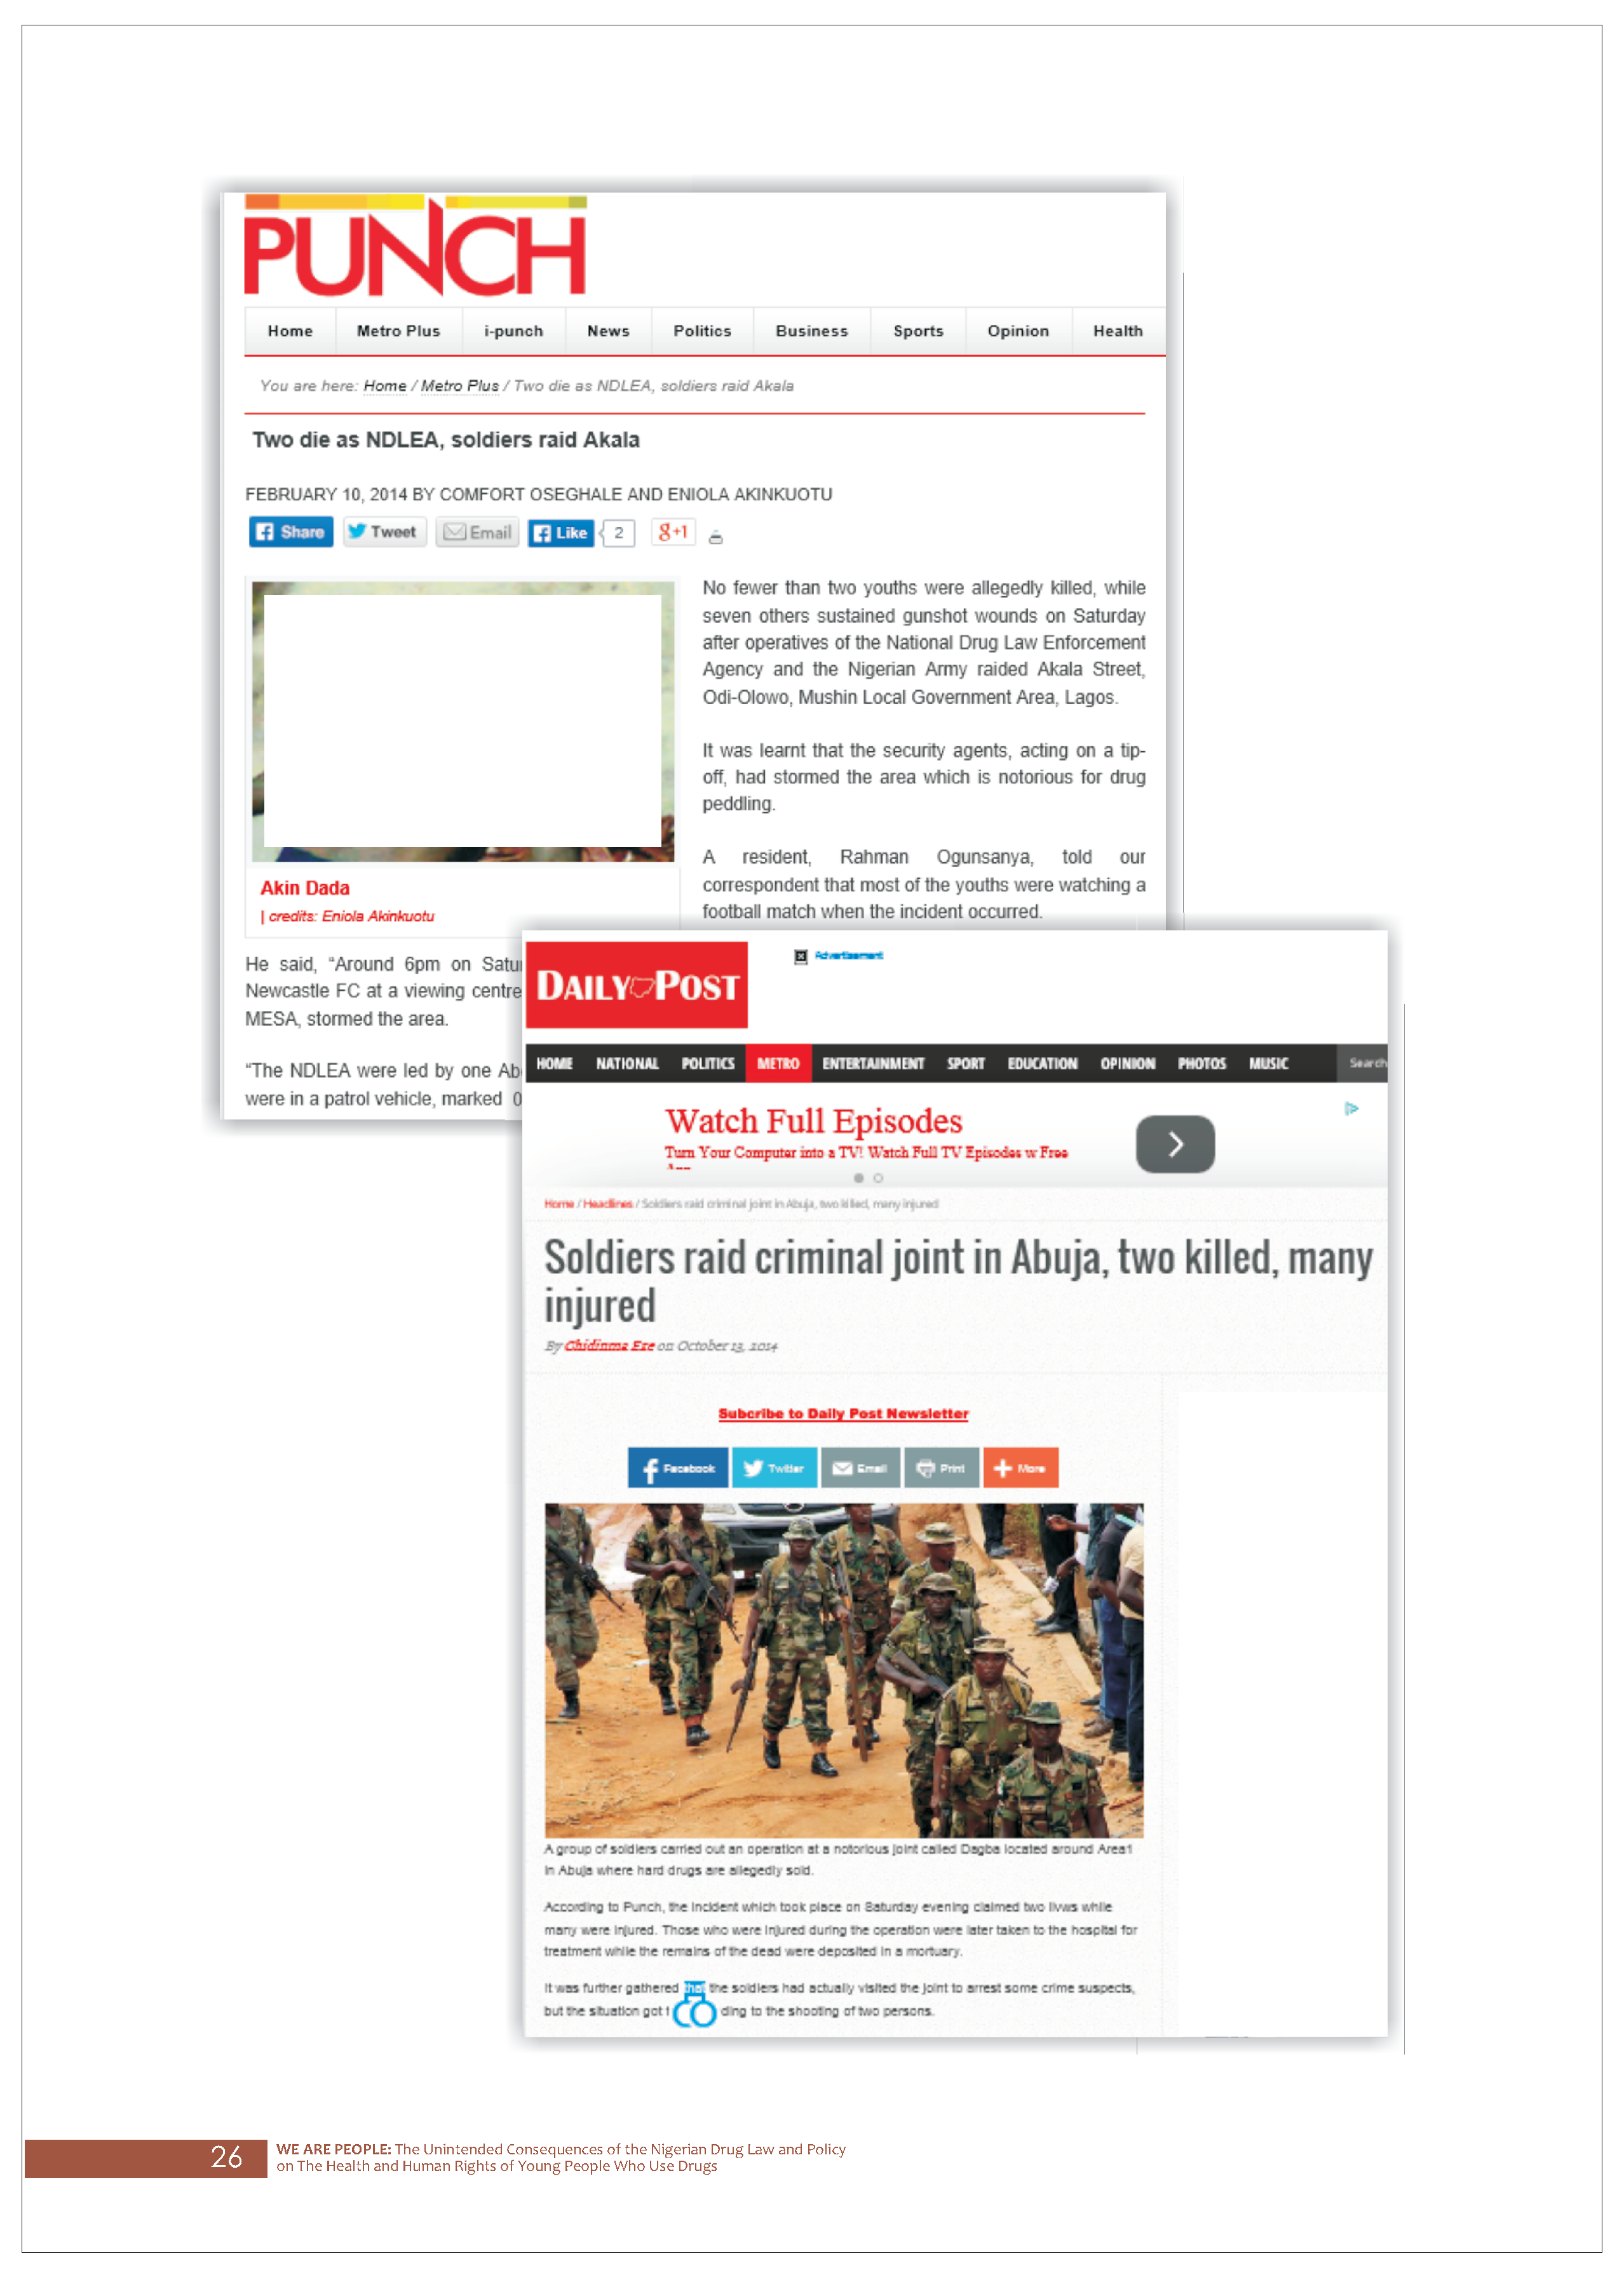 PUNCH
Home Metro Plus i-punch News Politics Business Sports Opinion Health
You are here: Home / Metro Plus / Two die as NDLEA, soldiers raid Akala
Two die as NDLEA, soldiers raid Akala
FEBRUARY 10, 2014 BY COMFORT OSEGHALE AND ENIOLA AKINKUOTU
Share Tweet Email Like 2 g+1
No fewer than two youths were allegedly killed, while
seven others sustained gunshot wounds on Saturday
after operatives of the National Drug Law Enforcement
Agency and the Nigerian Army raided Akala Street,
Odi-Olowo, Mushin Local Government Area, Lagos.
It was learnt that the security agents, acting on a tip-
off, had stormed the area which is notorious for drug
peddling.
A resident, Rahman Ogunsanya, told our
correspondent that most of the youths were watching a
football match when the incident occurred.
Akin Dada
| credits: Eniola Akinkuotu
He said, “Around 6pm on Satu
Newcastle FC at a viewing centre
MESA, stormed the area.
“The NDLEA were led by one Ab
were in a patrol vehicle, marked 0
DAILY POST
Advertisement
HOME NATIONAL POLITICS METRO ENTERTAINMENT SPORT EDUCATION OPINION PHOTOS MUSIC Search
Watch Full Episodes
Turn Your Computer into a TV! Watch Full TV Episodes w Free
Home / Headlines / Soldiers raid criminal joint in Abuja, two killed, many injured
Soldiers raid criminal joint in Abuja, two killed, many
injured
By Chidinma Eze on October 13, 2014
Subcribe to Daily Post Newsletter
Facebook Twitter Email Print More
A group of soldiers carried out an operation at a notorious joint called Dagba located around Area1
in Abuja where hard drugs are allegedly sold.
According to Punch, the incident which took place on Saturday evening claimed two livws while
many were injured. Those who were injured during the operation were later taken to the hospital for
treatment while the remains of the dead were deposited in a mortuary.
It was further gathered that the soldiers had actually visited the joint to arrest some crime suspects,
but the situation got t ding to the shooting of two persons.
26
WE ARE PEOPLE: The Unintended Consequences of the Nigerian Drug Law and Policy
on The Health and Human Rights of Young People Who Use Drugs